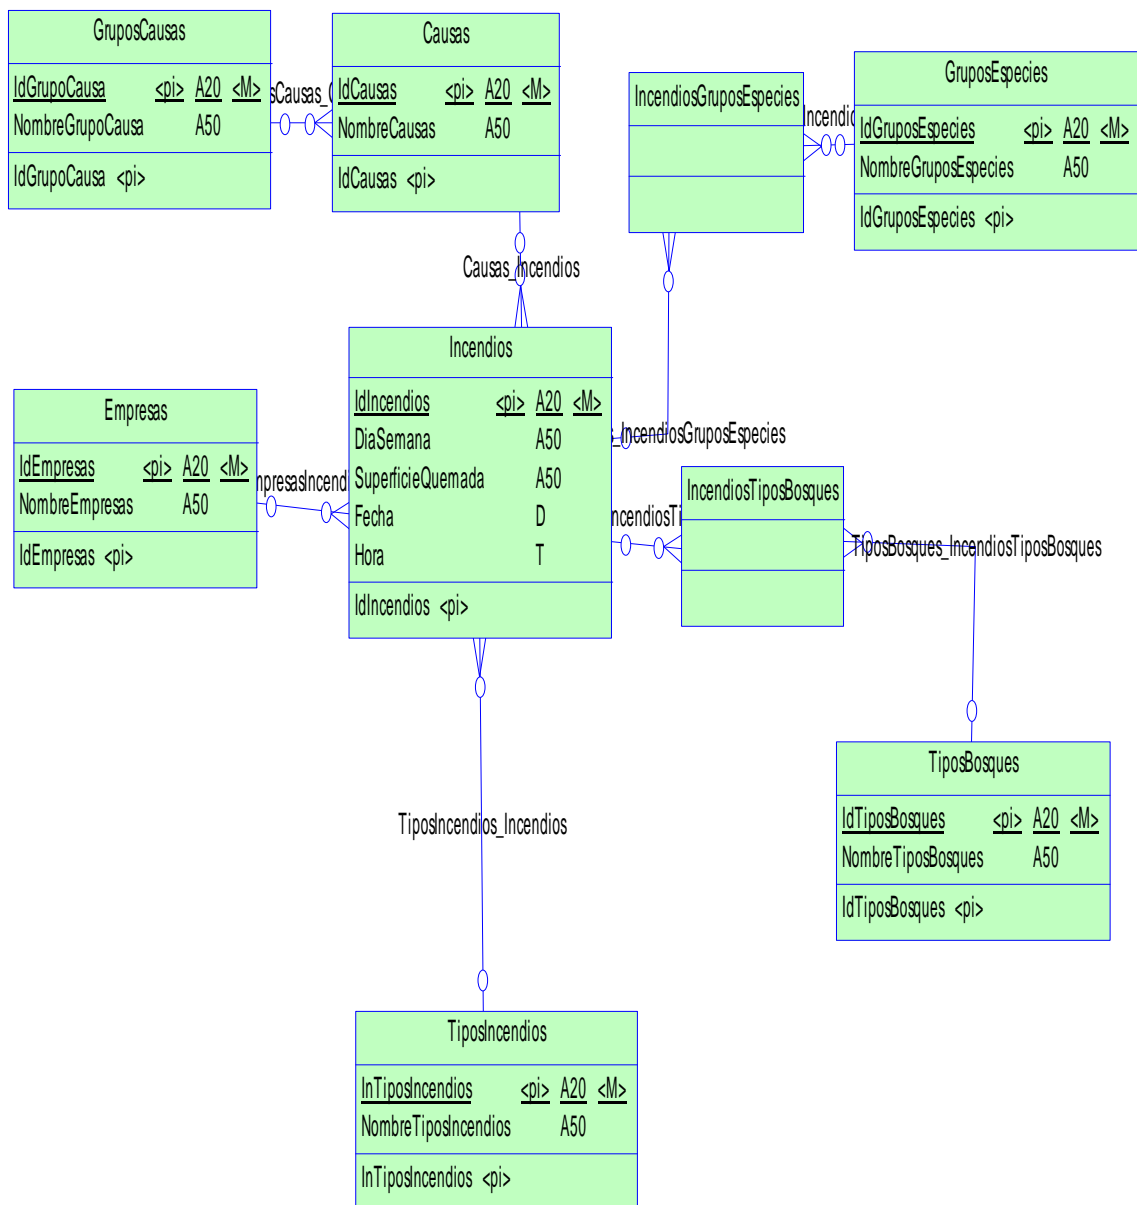 GruposCausas
IdGrupoCausa <pi> A20 <M>
NombreGrupoCausa A50
IdGrupoCausa <pi>
Causas
IdCausas <pi> A20 <M>
NombreCausas A50
IdCausas <pi>
IncendiosGruposEspecies
GruposEspecies
IdGruposEspecies <pi> A20 <M>
NombreGruposEspecies A50
IdGruposEspecies <pi>
Causas_Incendios
Incendios
IdIncendios <pi> A20 <M>
DiaSemana A50
SuperficieQuemada A50
Fecha D
Hora T
IdIncendios <pi>
Empresas
IdEmpresas <pi> A20 <M>
NombreEmpresas A50
IdEmpresas <pi>
_IncendiosGruposEspecies
IncendiosTiposBosques
TiposBosques_IncendiosTiposBosques
TiposBosques
IdTiposBosques <pi> A20 <M>
NombreTiposBosques A50
IdTiposBosques <pi>
TiposIncendios_Incendios
TiposIncendios
InTiposIncendios <pi> A20 <M>
NombreTiposIncendios A50
InTiposIncendios <pi>